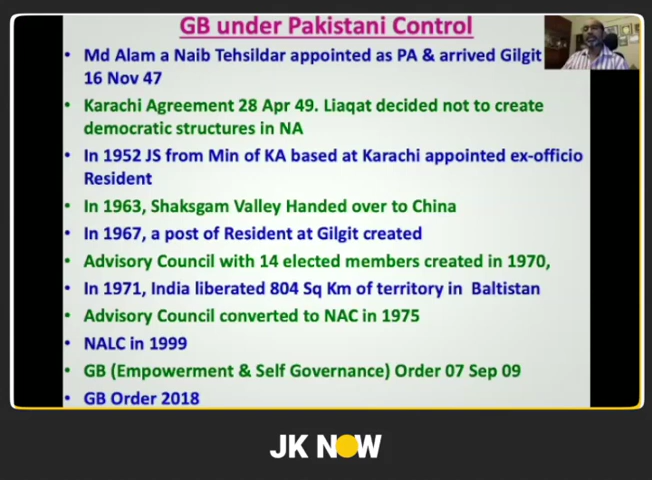 GB under Pakistani Control
• Md Alam a Naib Tehsildar appointed as PA & arrived Gilgit
16 Nov 47
• Karachi Agreement 28 Apr 49. Liaqat decided not to create
democratic structures in NA
• In 1952 JS from Min of KA based at Karachi appointed ex-officio
Resident
• In 1963, Shaksgam Valley Handed over to China
• In 1967, a post of Resident at Gilgit created
• Advisory Council with 14 elected members created in 1970,
• In 1971, India liberated 804 Sq Km of territory in Baltistan
• Advisory Council converted to NAC in 1975
• NALC in 1999
• GB (Empowerment & Self Governance) Order 07 Sep 09
• GB Order 2018
JK NOW